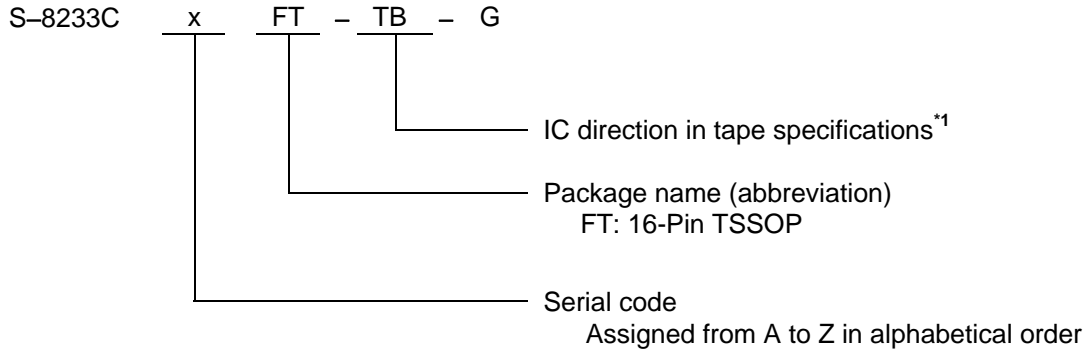 S–8233C x FT – TB – G
IC direction in tape specifications*1
Package name (abbreviation)
FT: 16-Pin TSSOP
Serial code
Assigned from A to Z in alphabetical order